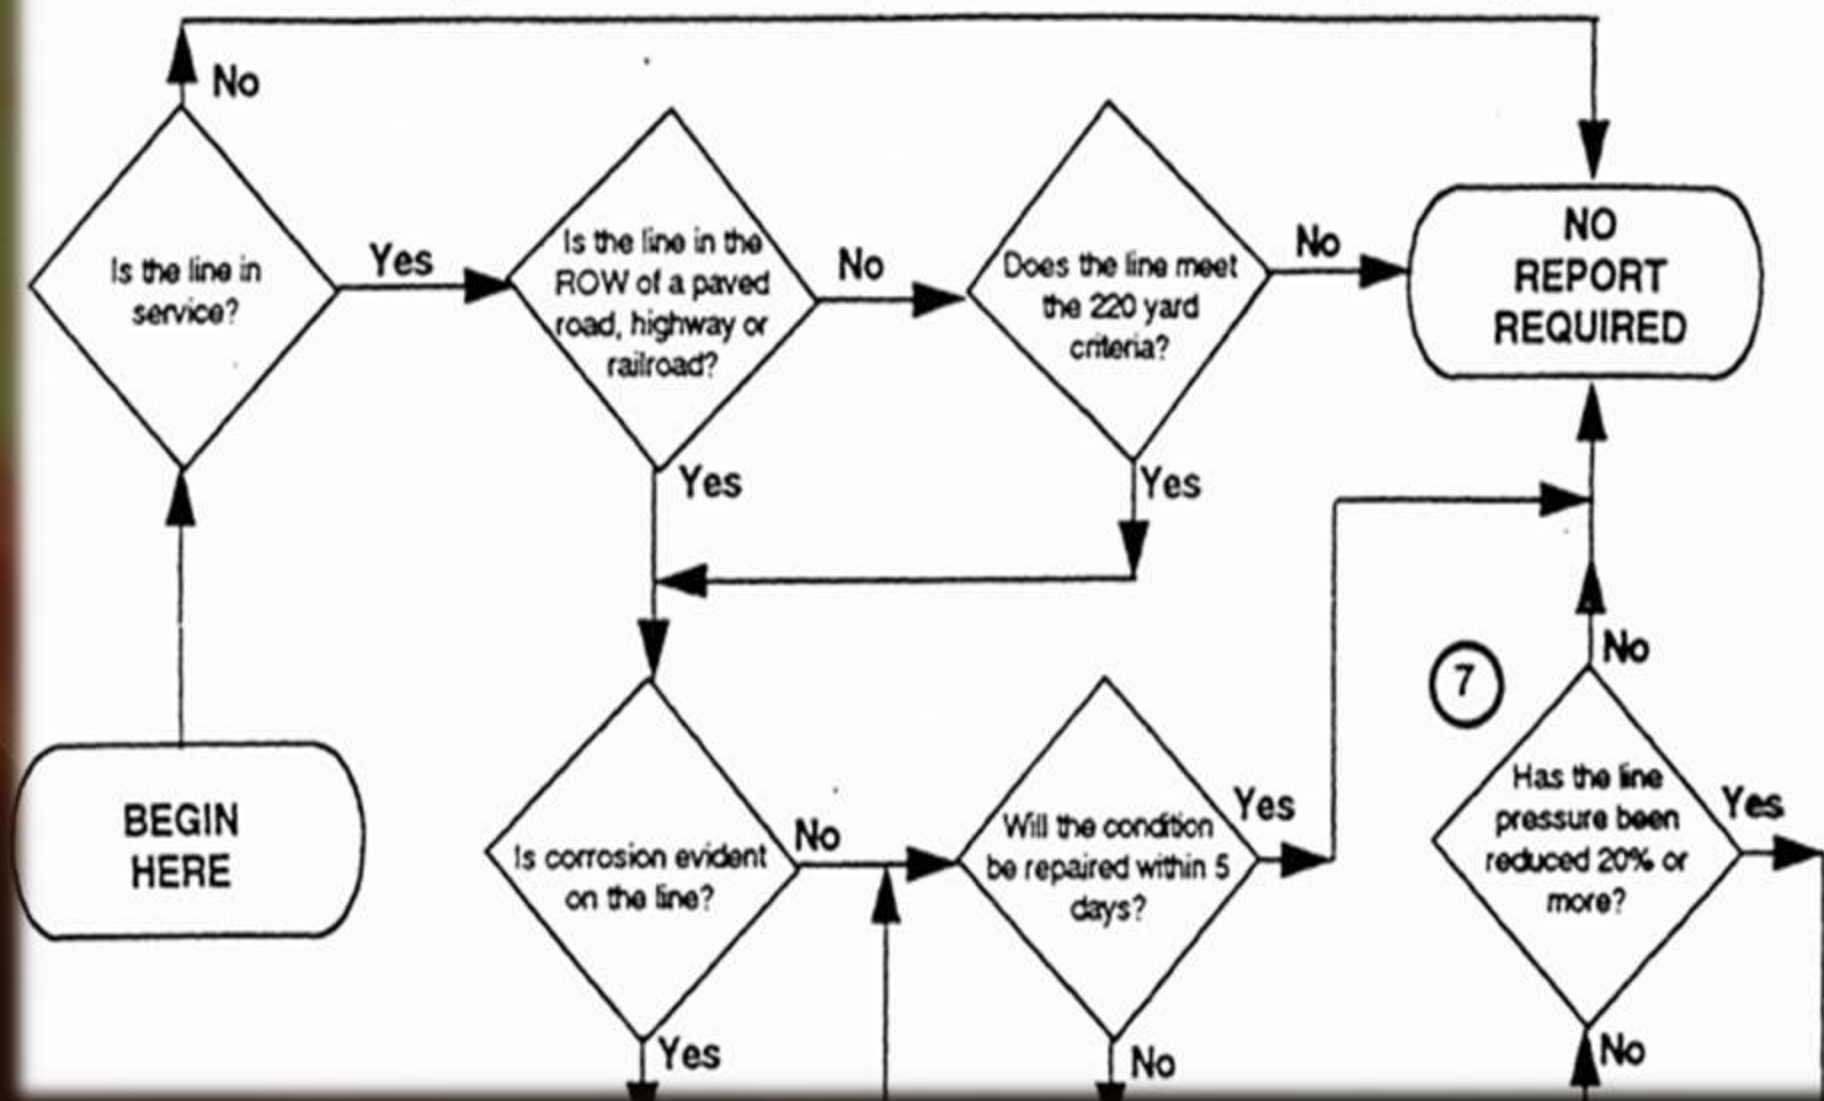 No
Is the line in
service?
Yes
Is the line in the
ROW of a paved
road, highway or
railroad?
No
Does the line meet
the 220 yard
criteria?
No
NO
REPORT
REQUIRED
Yes
Yes
BEGIN
HERE
Is corrosion evident
on the line?
No
Will the condition
be repaired within 5
days?
Yes
7
No
Has the line
pressure been
reduced 20% or
more?
Yes
Yes
No
No